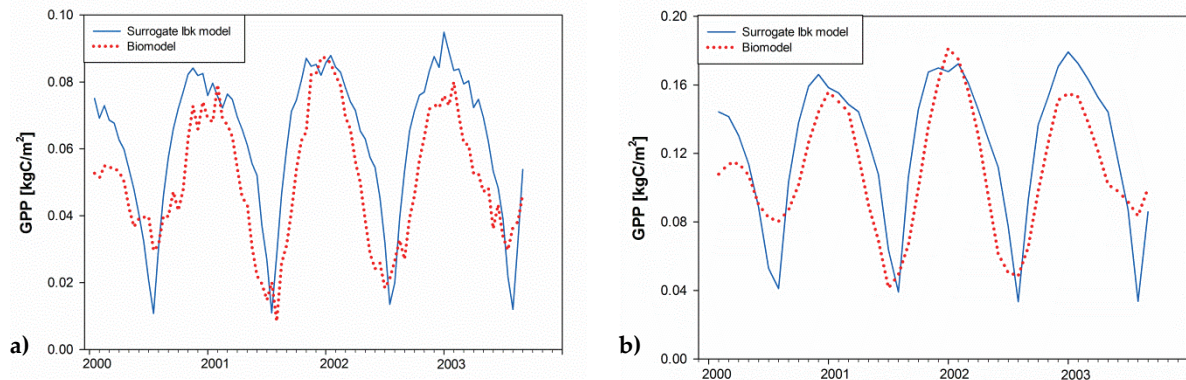 Surrogate lbk model
Biomodel
GPP [kgC/m²]
0.10
0.08
0.06
0.04
0.02
0.00
2000 2001 2002 2003
a)
Surrogate lbk model
Biomodel
GPP [kgC/m²]
0.20
0.16
0.12
0.08
0.04
0.00
2000 2001 2002 2003
b)